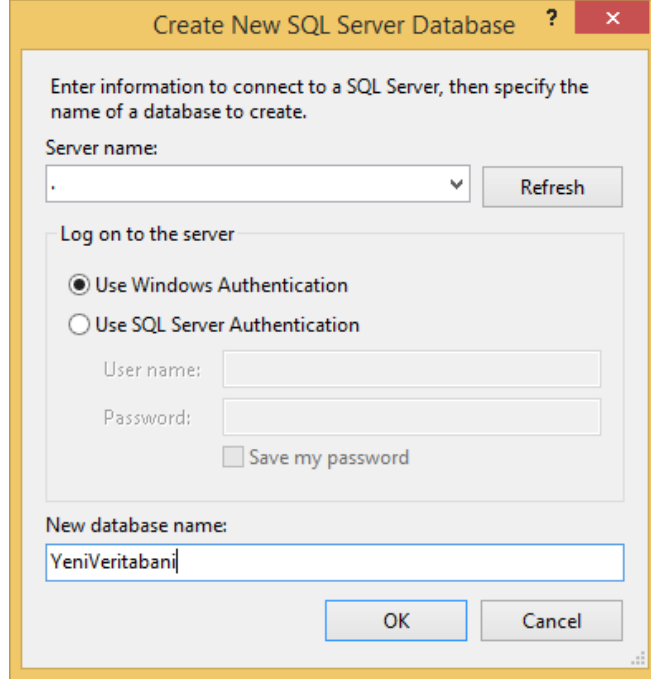 Create New SQL Server Database ? ×
Enter information to connect to a SQL Server, then specify the
name of a database to create.
Server name:
.
Refresh
Log on to the server
Use Windows Authentication
Use SQL Server Authentication
User name:
Password:
Save my password
New database name:
YeniVeritabani
OK Cancel